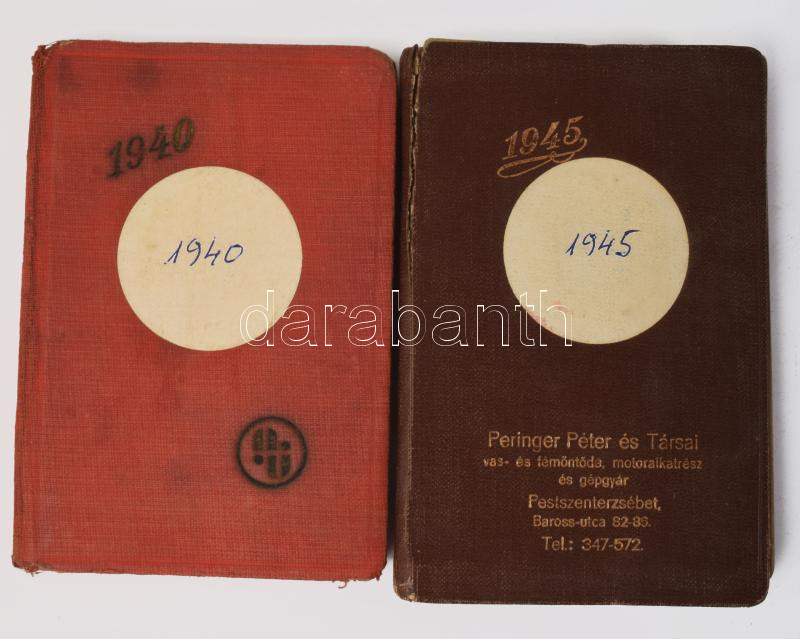 1940
1940
1945
1945
Peringer Péter és Társai
vas- és fémöntöde, motoralkatrész
és gépgyár
Pestszenterzsébet,
Baross-utca 82-86.
Tel.: 347-572.
darabanth